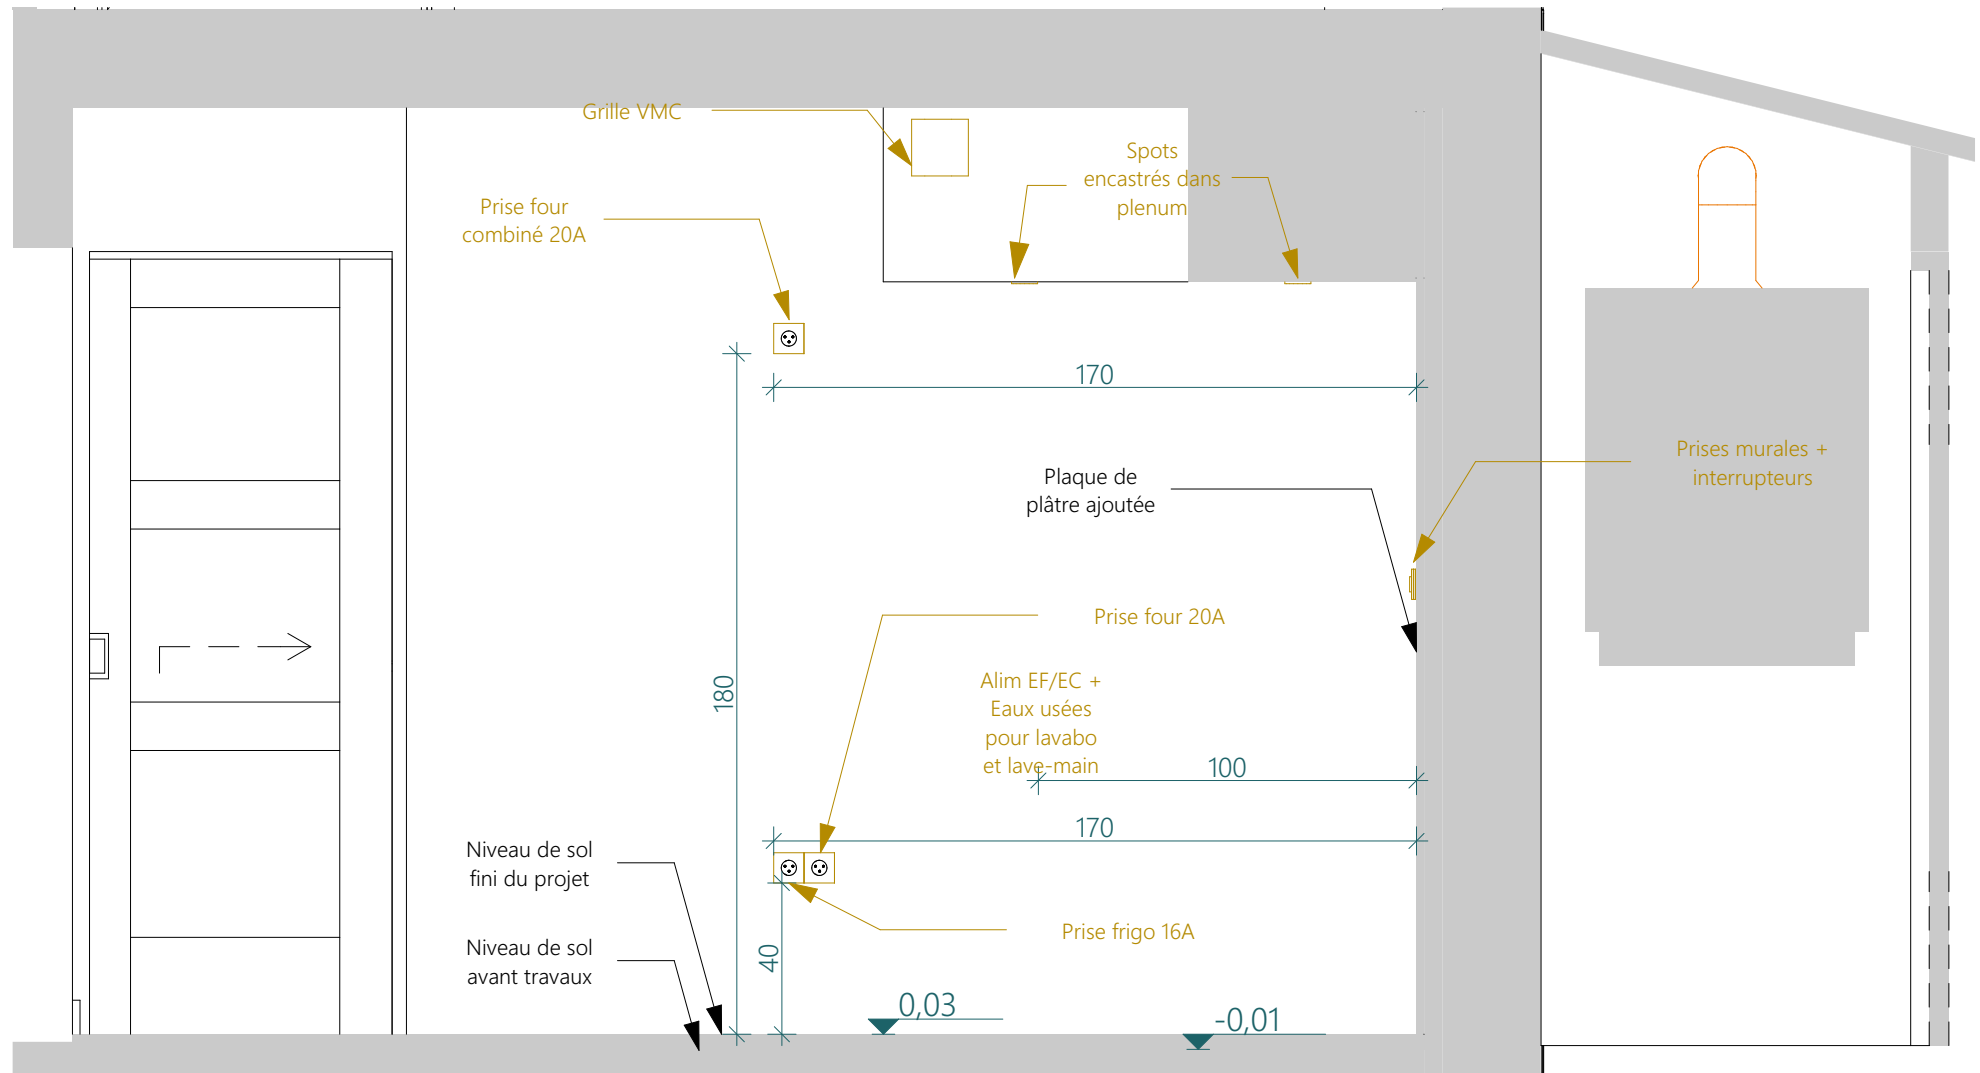 Grille VMC
Spots
encastrés dans
plenum
Prise four
combiné 20A
170
Prises murales +
interrupteurs
Plaque de
plâtre ajoutée
Prise four 20A
180
Alim EF/EC +
Eaux usées
pour lavabo
et lave-main
100
170
Niveau de sol
fini du projet
Prise frigo 16A
40
Niveau de sol
avant travaux
0,03
-0,01